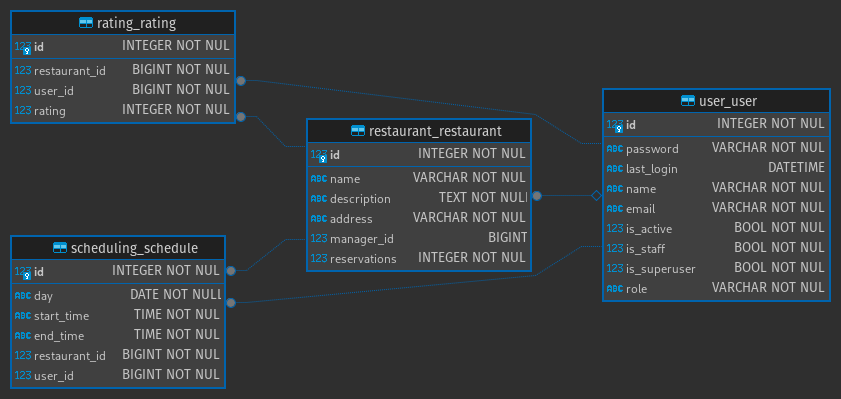 rating_rating
123 id INTEGER NOT NUL
123 restaurant_id BIGINT NOT NUL
123 user_id BIGINT NOT NUL
123 rating INTEGER NOT NUL
restaurant_restaurant
123 id INTEGER NOT NUL
ABC name VARCHAR NOT NUL
ABC description TEXT NOT NULL
ABC address VARCHAR NOT NUL
123 manager_id BIGINT
123 reservations INTEGER NOT NUL
user_user
123 id INTEGER NOT NUL
ABC password VARCHAR NOT NUL
ABC last_login DATETIME
ABC name VARCHAR NOT NUL
ABC email VARCHAR NOT NUL
123 is_active BOOL NOT NUL
123 is_staff BOOL NOT NUL
123 is_superuser BOOL NOT NUL
ABC role VARCHAR NOT NUL
scheduling_schedule
123 id INTEGER NOT NUL
ABC day DATE NOT NULL
ABC start_time TIME NOT NUL
ABC end_time TIME NOT NUL
123 restaurant_id BIGINT NOT NUL
123 user_id BIGINT NOT NUL